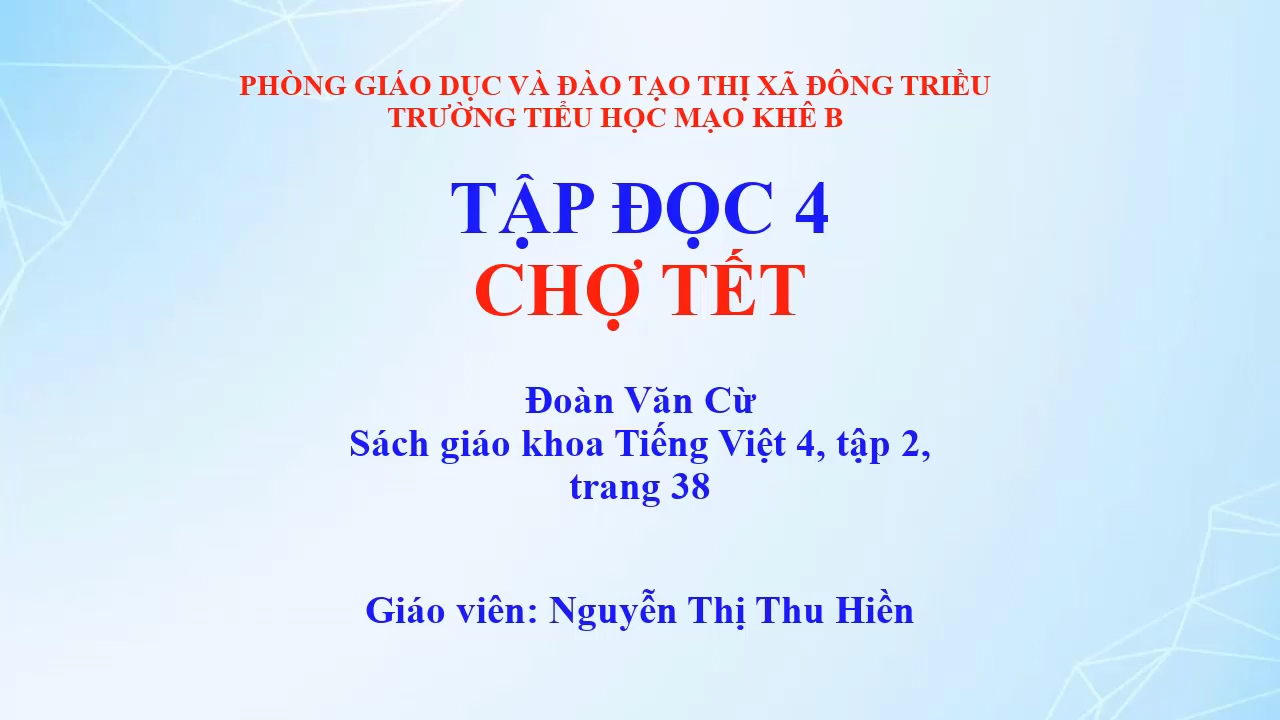 PHÒNG GIÁO DỤC VÀ ĐÀO TẠO THỊ XÃ ĐÔNG TRIỀU
TRƯỜNG TIỂU HỌC MẠO KHÊ B
TẬP ĐỌC 4
CHỢ TẾT
Đoàn Văn Cừ
Sách giáo khoa Tiếng Việt 4, tập 2,
trang 38
Giáo viên: Nguyễn Thị Thu Hiền